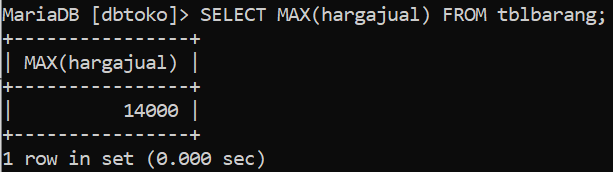 MariaDB [dbtoko]> SELECT MAX(hargajual) FROM tblbarang;
+----------------+
| MAX(hargajual) |
+----------------+
|          14000 |
+----------------+
1 row in set (0.000 sec)